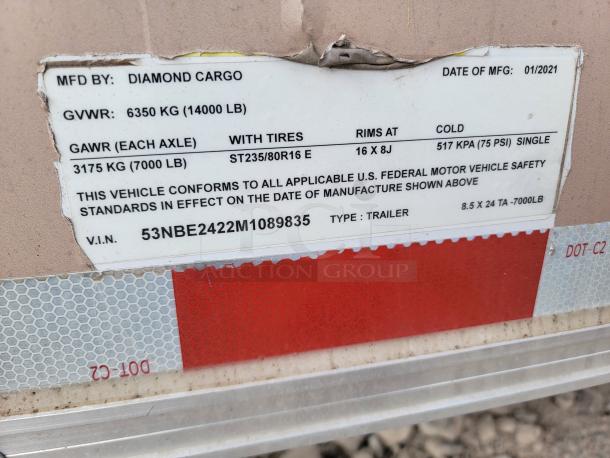 MFD BY: DIAMOND CARGO DATE OF MFG: 01/2021
GVWR: 6350 KG (14000 LB)
GAWR (EACH AXLE) WITH TIRES RIMS AT COLD
3175 KG (7000 LB) ST235/80R16 E 16 X 8J 517 KPA (75 PSI) SINGLE
THIS VEHICLE CONFORMS TO ALL APPLICABLE U.S. FEDERAL MOTOR VEHICLE SAFETY
STANDARDS IN EFFECT ON THE DATE OF MANUFACTURE SHOWN ABOVE
V.I.N. 53NBE2422M1089835 TYPE : TRAILER 8.5 X 24 TA -7000LB
AUCTION GROUP
DOT-C2
DOT-C2